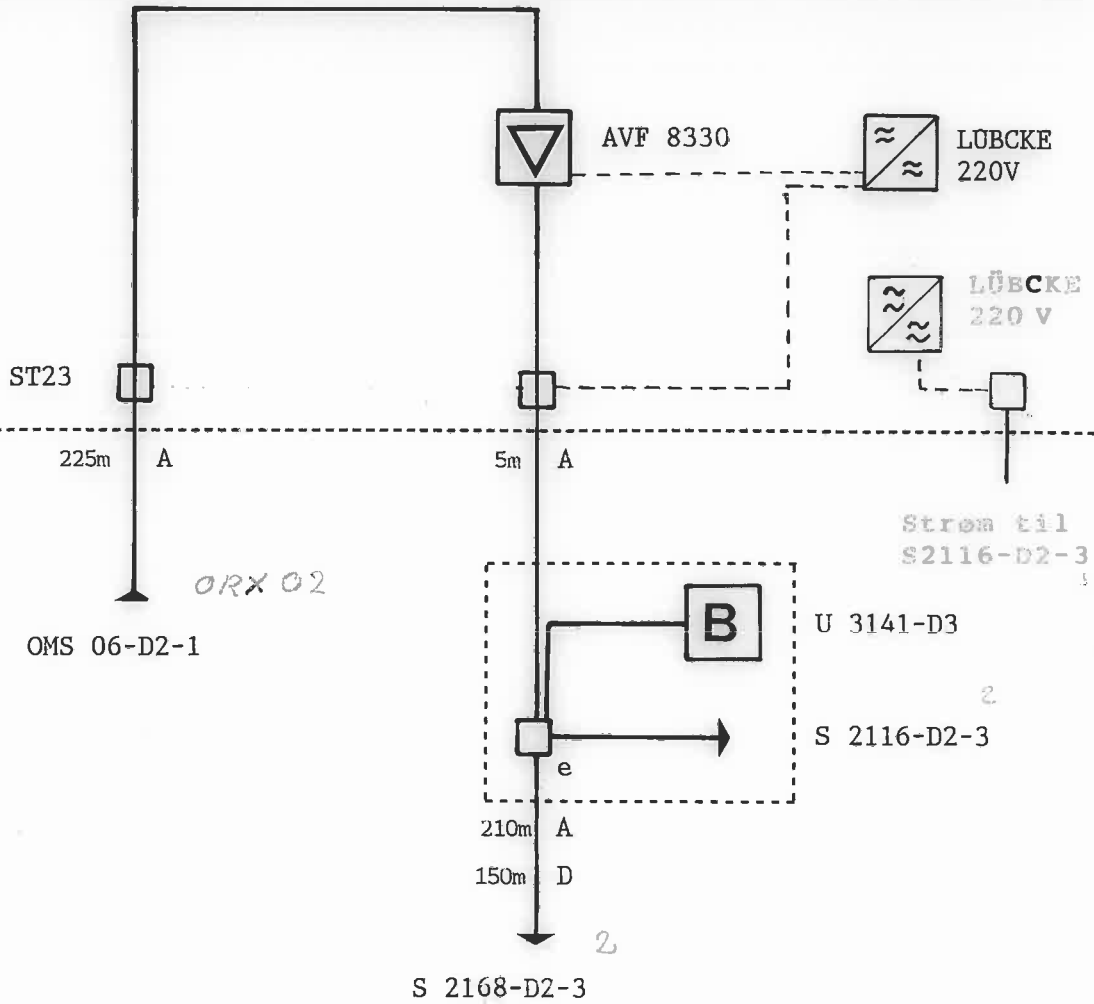 AVF 8330
LÜBCKE
220V
LÜBCKE
220 V
ST23
225m A
5m A
Strøm til
S2116-D2-3
ORX 02
OMS 06-D2-1
B
U 3141-D3
2
S 2116-D2-3
e
210m A
150m D
2
S 2168-D2-3